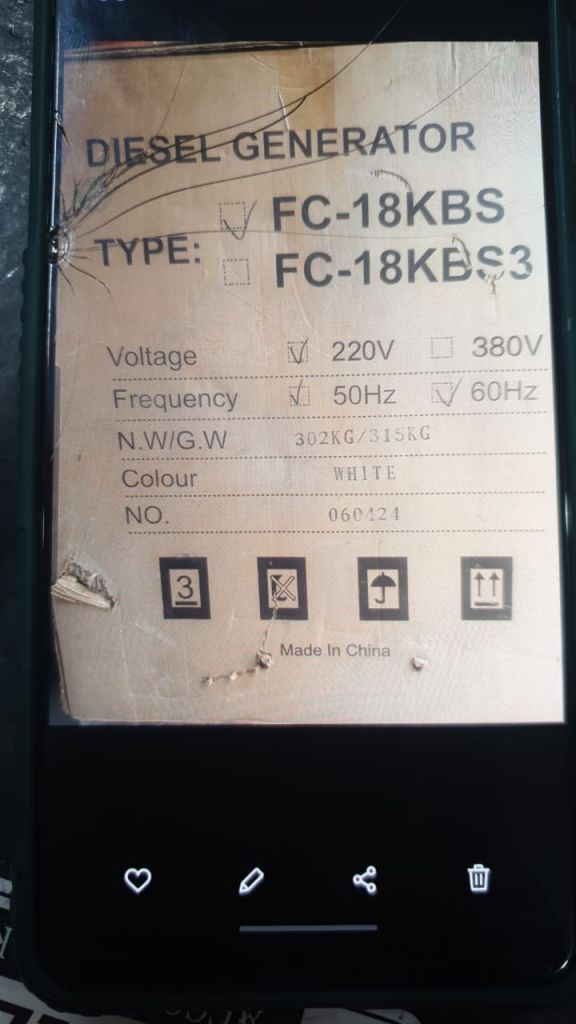 DIESEL GENERATOR
TYPE: FC-18KBS
FC-18KBS3
Voltage 220V 380V
Frequency 50Hz 60Hz
N.W/G.W 302KG/315KG
Colour WHITE
NO. 060424
3
Made In China